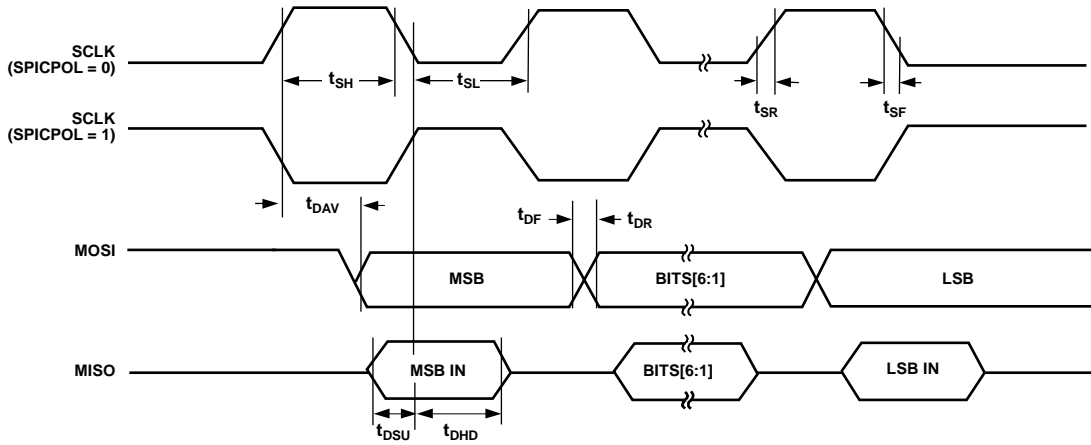 SCLK
(SPICPOL = 0)
tSH
tSL
tSR
tSF
SCLK
(SPICPOL = 1)
tDAV
tDF
tDR
MOSI
MSB
BITS[6:1]
LSB
MISO
MSB IN
BITS[6:1]
LSB IN
tDSU
tDHD